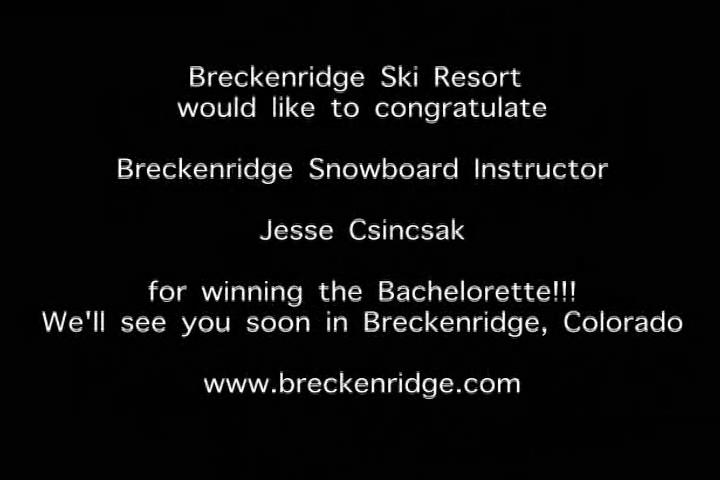 Breckenridge Ski Resort
would like to congratulate
Breckenridge Snowboard Instructor
Jesse Csincsak
for winning the Bachelorette!!!
We'll see you soon in Breckenridge, Colorado
www.breckenridge.com